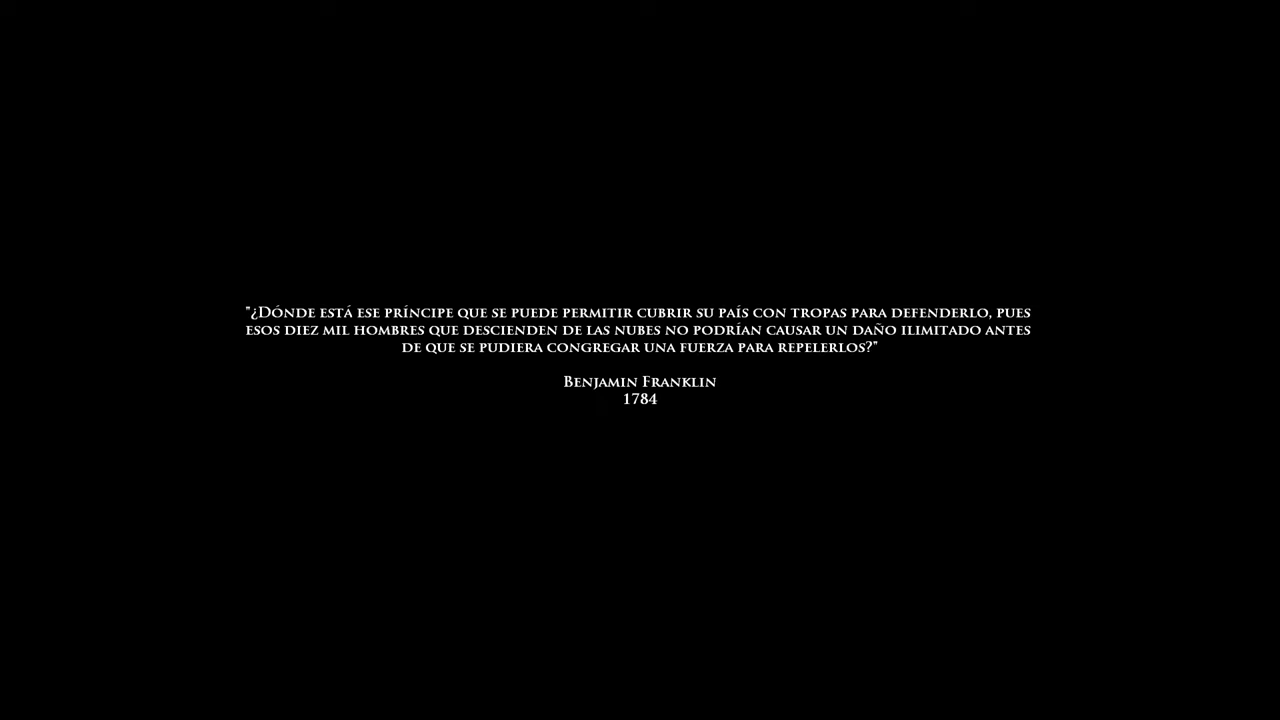 "¿Dónde está ese príncipe que se puede permitir cubrir su país con tropas para defenderlo, pues
esos diez mil hombres que descienden de las nubes no podrían causar un daño ilimitado antes
de que se pudiera congregar una fuerza para repelerlos?"
Benjamin Franklin
1784